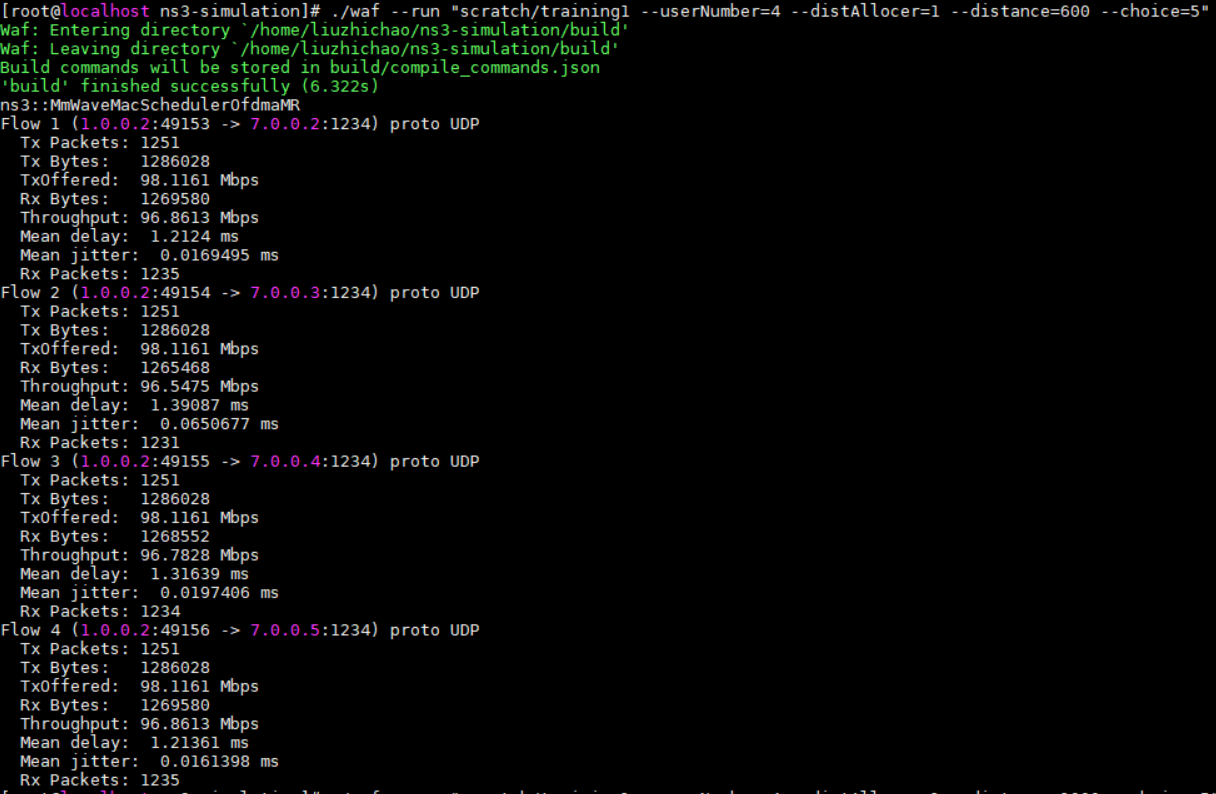 [root@localhost ns3-simulation]# ./waf --run "scratch/training1 --userNumber=4 --distAllocer=1 --distance=600 --choice=5"
Waf: Entering directory `/home/liuzhichao/ns3-simulation/build'
Waf: Leaving directory `/home/liuzhichao/ns3-simulation/build'
Build commands will be stored in build/compile_commands.json
'build' finished successfully (6.322s)
ns3::MmWaveMacSchedulerOfdmaMR
Flow 1 (1.0.0.2:49153 -> 7.0.0.2:1234) proto UDP
  Tx Packets: 1251
  Tx Bytes:   1286028
  TxOffered:  98.1161 Mbps
  Rx Bytes:   1269580
  Throughput: 96.8613 Mbps
  Mean delay:  1.2124 ms
  Mean jitter:  0.0169495 ms
  Rx Packets: 1235
Flow 2 (1.0.0.2:49154 -> 7.0.0.3:1234) proto UDP
  Tx Packets: 1251
  Tx Bytes:   1286028
  TxOffered:  98.1161 Mbps
  Rx Bytes:   1265468
  Throughput: 96.5475 Mbps
  Mean delay:  1.39087 ms
  Mean jitter:  0.0650677 ms
  Rx Packets: 1231
Flow 3 (1.0.0.2:49155 -> 7.0.0.4:1234) proto UDP
  Tx Packets: 1251
  Tx Bytes:   1286028
  TxOffered:  98.1161 Mbps
  Rx Bytes:   1268552
  Throughput: 96.7828 Mbps
  Mean delay:  1.31639 ms
  Mean jitter:  0.0197406 ms
  Rx Packets: 1234
Flow 4 (1.0.0.2:49156 -> 7.0.0.5:1234) proto UDP
  Tx Packets: 1251
  Tx Bytes:   1286028
  TxOffered:  98.1161 Mbps
  Rx Bytes:   1269580
  Throughput: 96.8613 Mbps
  Mean delay:  1.21361 ms
  Mean jitter:  0.0161398 ms
  Rx Packets: 1235